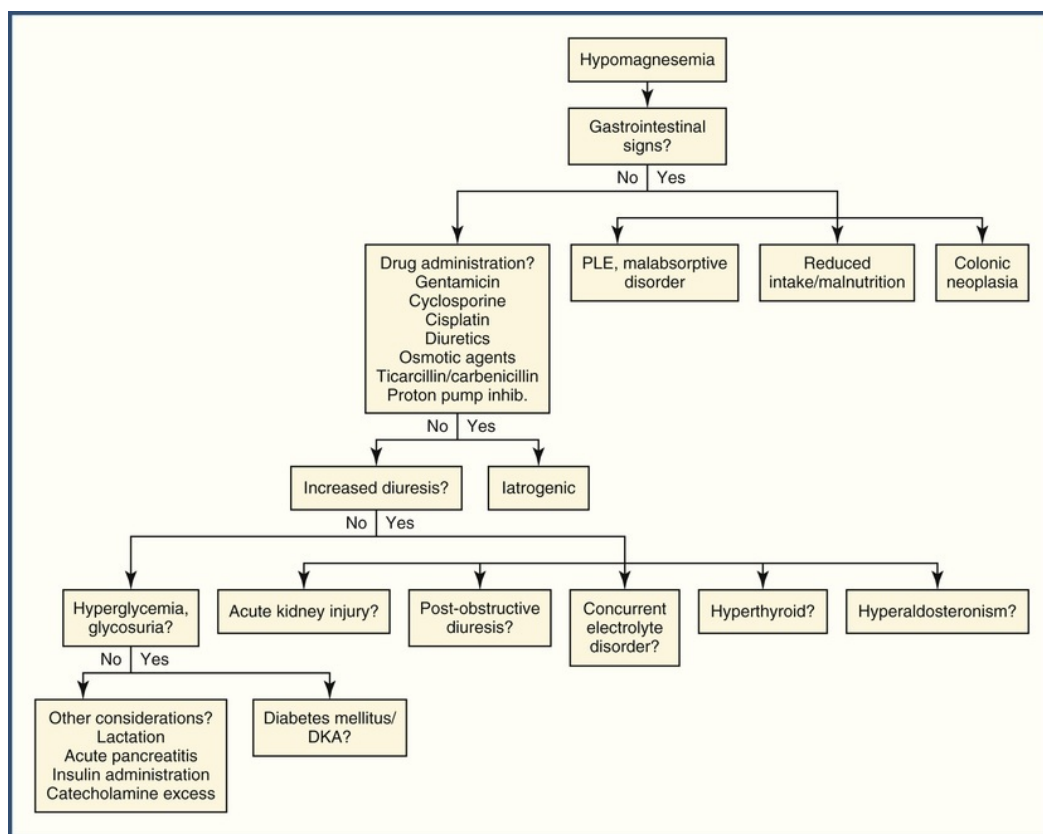 Hypomagnesemia
Gastrointestinal
signs?
No Yes
Drug administration?
Gentamicin
Cyclosporine
Cisplatin
Diuretics
Osmotic agents
Ticarcillin/carbenicillin
Proton pump inhib.
PLE, malabsorptive
disorder
Reduced
intake/malnutrition
Colonic
neoplasia
No Yes
Increased diuresis?
Iatrogenic
No Yes
Hyperglycemia,
glycosuria?
Acute kidney injury?
Post-obstructive
diuresis?
Concurrent
electrolyte
disorder?
Hyperthyroid?
Hyperaldosteronism?
No Yes
Other considerations?
Lactation
Acute pancreatitis
Insulin administration
Catecholamine excess
Diabetes mellitus/
DKA?